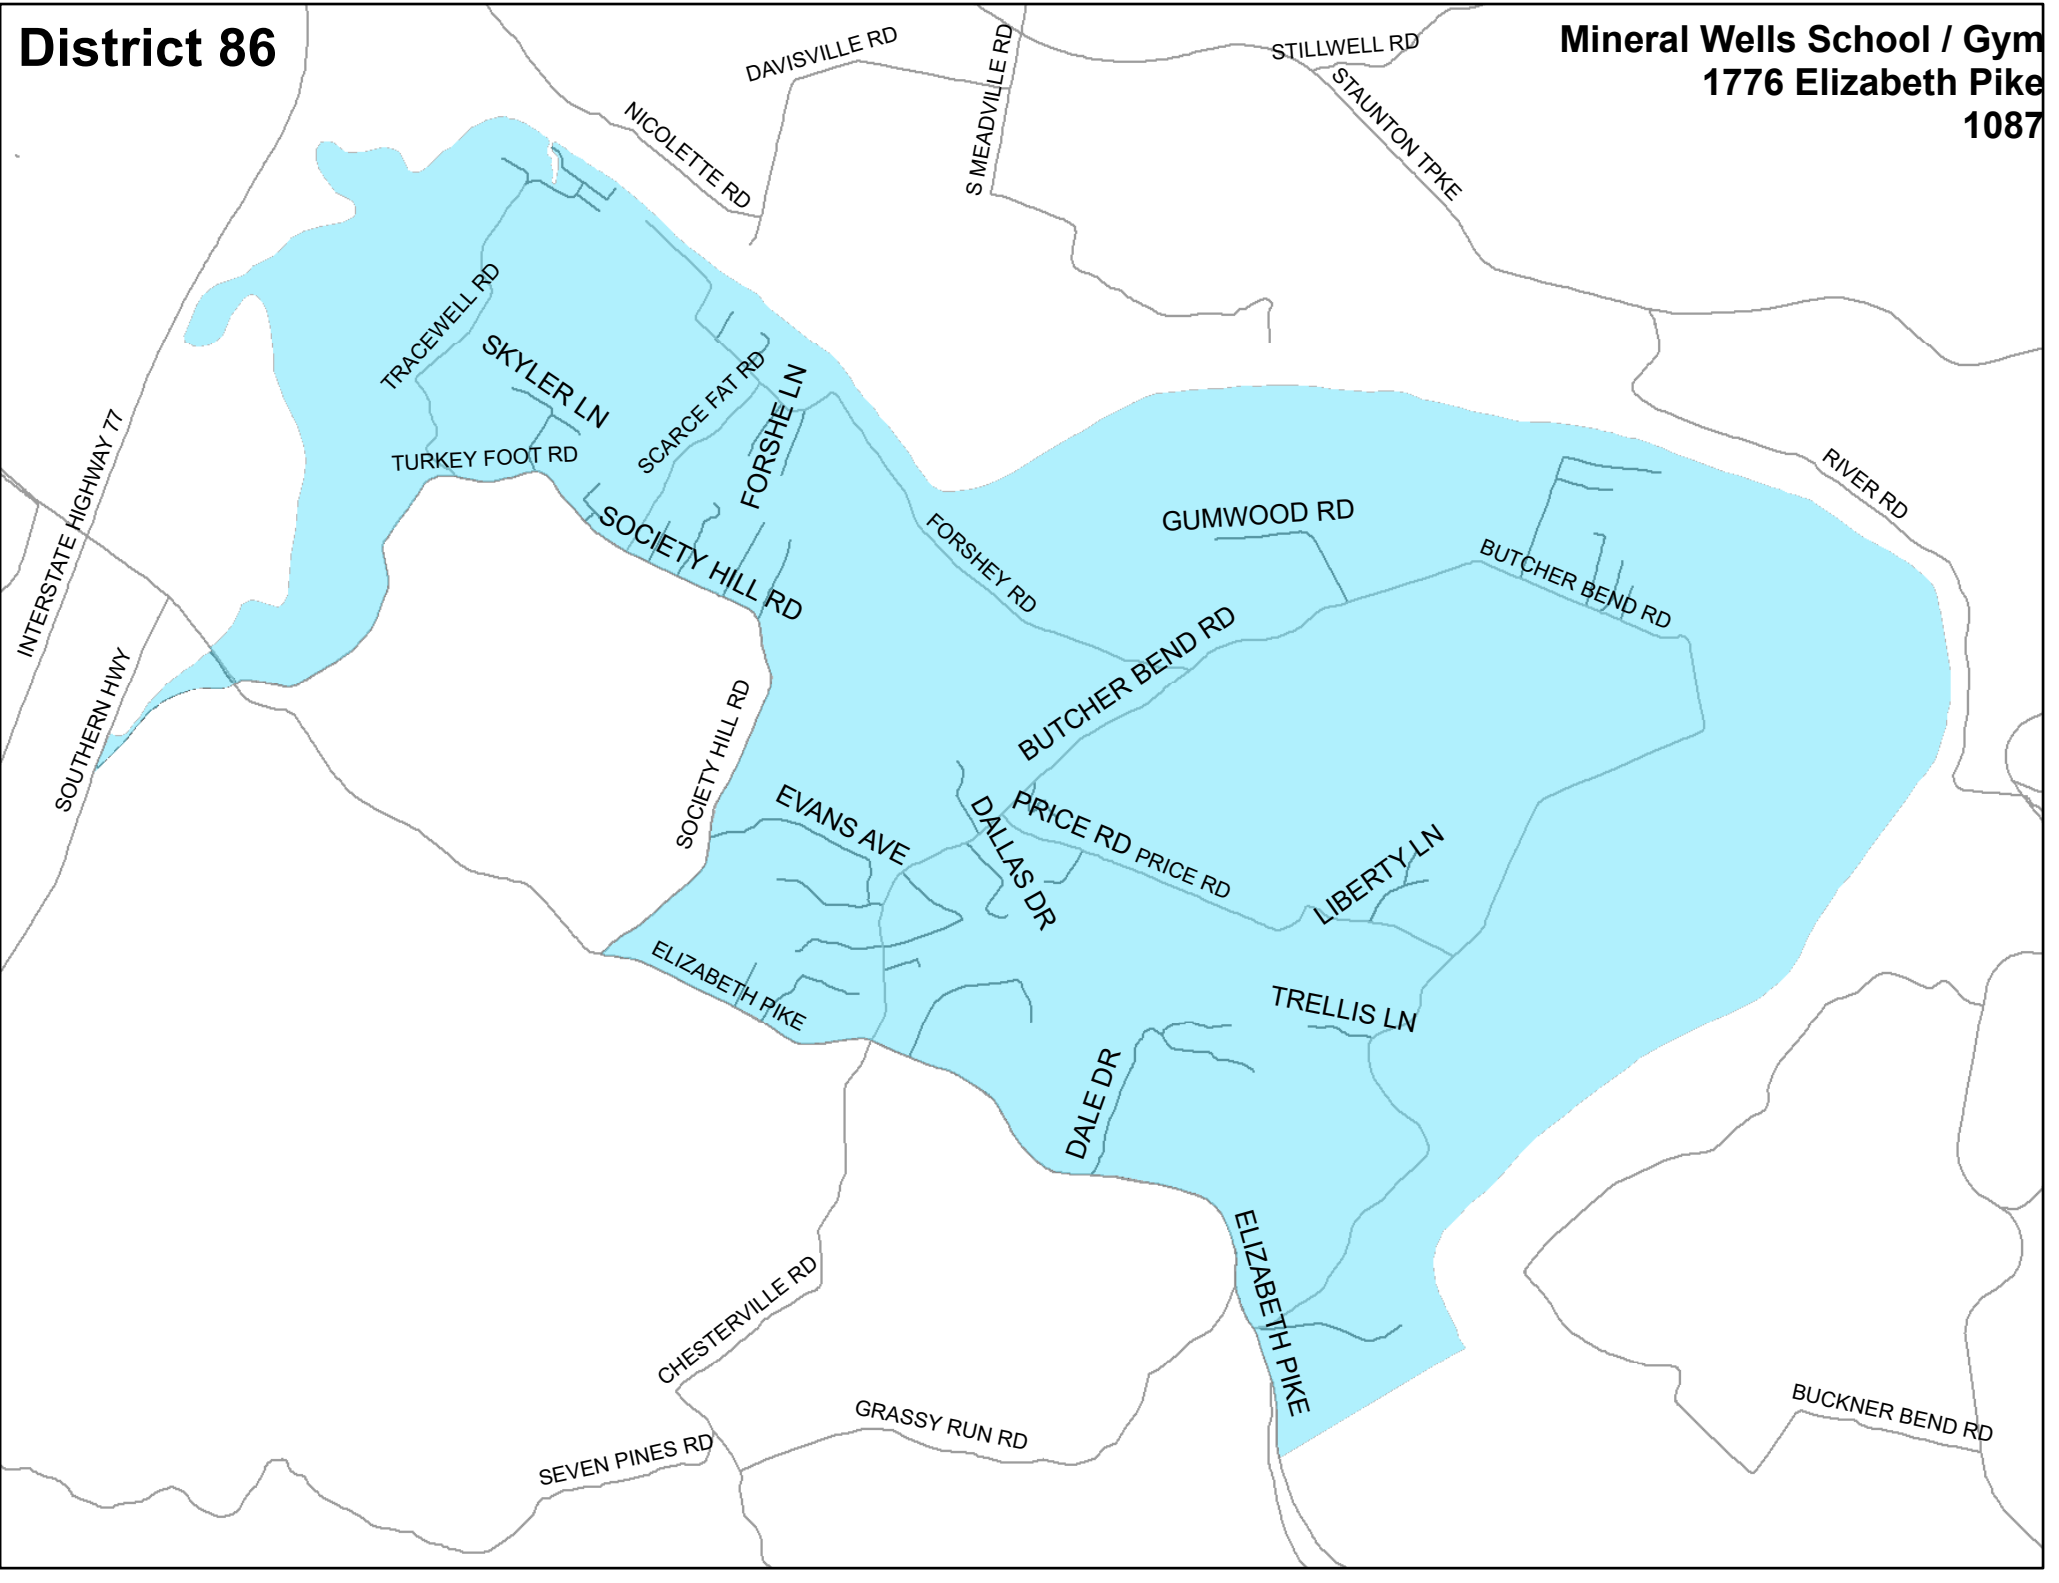 District 86
Mineral Wells School / Gym
1776 Elizabeth Pike
1087
DAVISVILLE RD
S MEADVILLE RD
STILLWELL RD
STAUNTON TPKE
NICOLETTE RD
TRACEWELL RD
SKYLER LN
SCARCE FAT RD
FORSHE LN
TURKEY FOOT RD
INTERSTATE HIGHWAY 77
SOCIETY HILL RD
FORSHEY RD
GUMWOOD RD
BUTCHER BEND RD
RIVER RD
BUTCHER BEND RD
SOUTHERN HWY
SOCIETY HILL RD
EVANS AVE
DALLAS DR
PRICE RD
PRICE RD
LIBERTY LN
ELIZABETH PIKE
TRELLIS LN
DALE DR
ELIZABETH PIKE
CHESTERVILLE RD
GRASSY RUN RD
SEVEN PINES RD
BUCKNER BEND RD